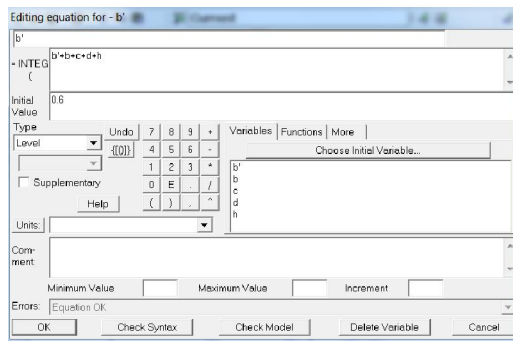 Editing equation for - b'
Current
b'
= INTEG (
b'+b+c+d+h
Initial Value
0.6
Type
Level
Undo
{[()]}
7 8 9 +
4 5 6 -
1 2 3 *
0 E . /
( ) , ^
Supplementary
Help
Variables Functions More
Choose Initial Variable...
b'
b
c
d
h
Units:
Com-
ment
Minimum Value Maximum Value Increment
Errors: Equation OK
OK Check Syntax Check Model Delete Variable Cancel